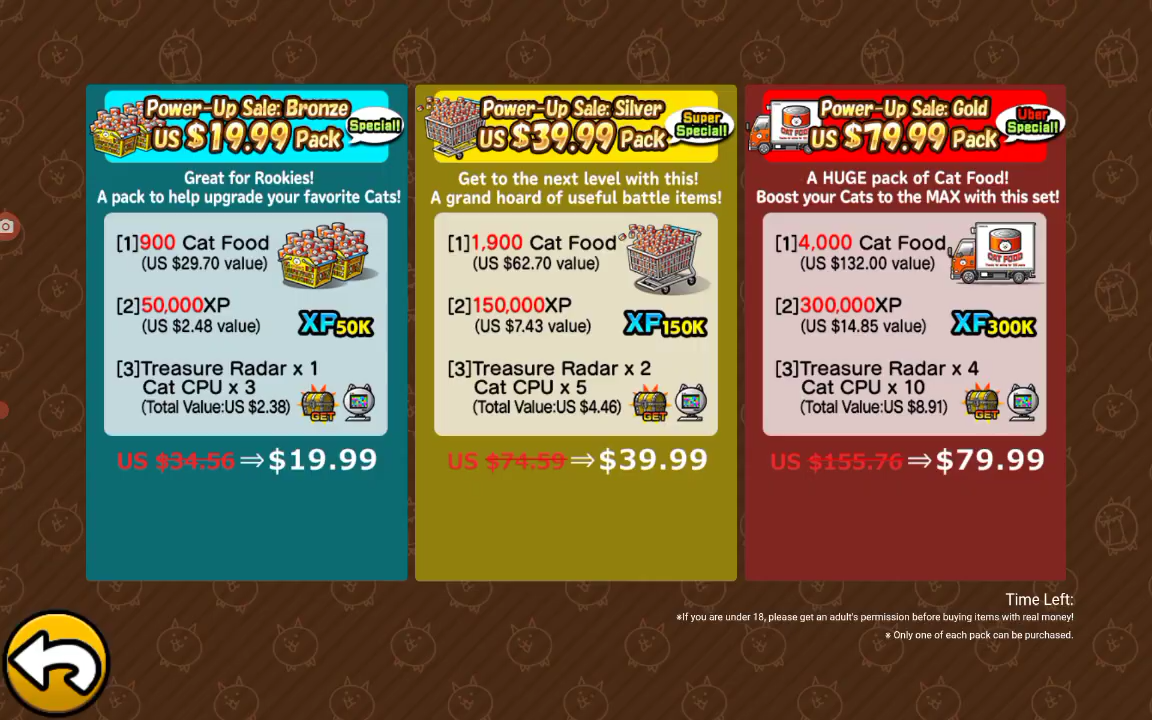 Power-Up Sale: Bronze
US $19.99 Pack
Special!
Great for Rookies!
A pack to help upgrade your favorite Cats!
[1]900 Cat Food
(US $29.70 value)
[2]50,000XP
(US $2.48 value)
XP50K
[3]Treasure Radar x 1
Cat CPU x 3
(Total Value:US $2.38)
GET
US $34.56⇒$19.99
Power-Up Sale: Silver
US $39.99 Pack
Super
Special!
Get to the next level with this!
A grand hoard of useful battle items!
[1]1,900 Cat Food
(US $62.70 value)
[2]150,000XP
(US $7.43 value)
XP150K
[3]Treasure Radar x 2
Cat CPU x 5
(Total Value:US $4.46)
GET
US $74.59⇒$39.99
CAT FOOD
Power-Up Sale: Gold
US $79.99 Pack
Uber
Special!
A HUGE pack of Cat Food!
Boost your Cats to the MAX with this set!
[1]4,000 Cat Food
(US $132.00 value)
CAT FOOD
[2]300,000XP
(US $14.85 value)
XP300K
[3]Treasure Radar x 4
Cat CPU x 10
(Total Value:US $8.91)
GET
US $155.76⇒$79.99
Time Left:
※If you are under 18, please get an adult's permission before buying items with real money!
※ Only one of each pack can be purchased.